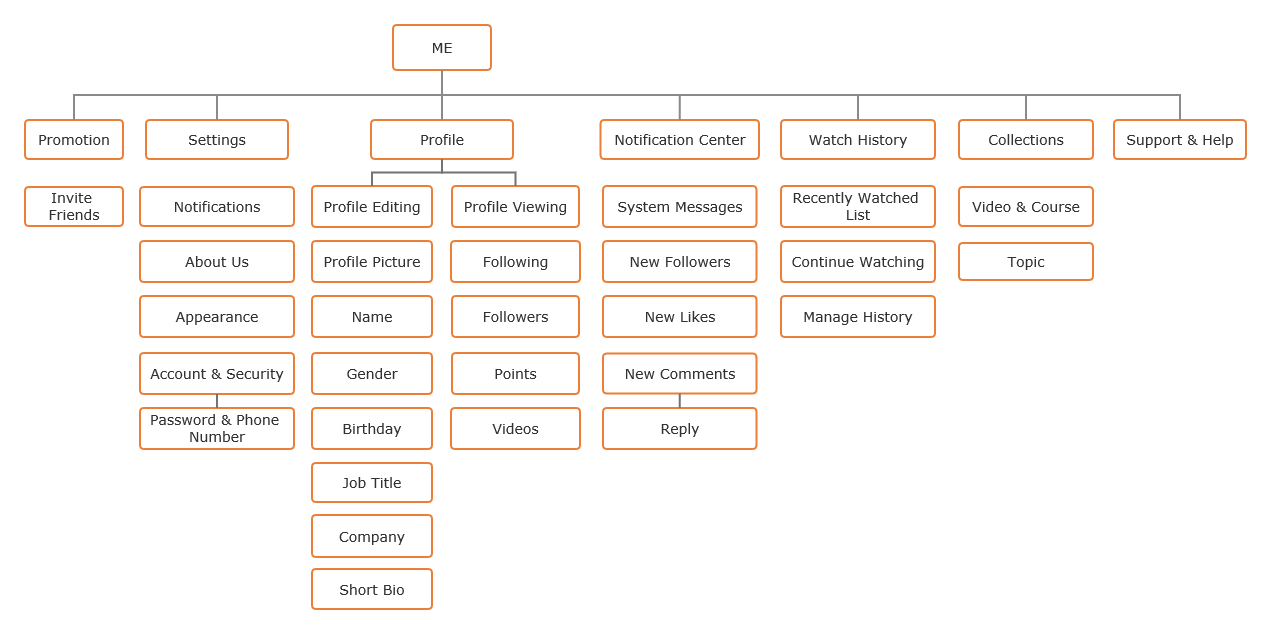 ME
Promotion
Settings
Profile
Notification Center
Watch History
Collections
Support & Help
Invite
Friends
Notifications
About Us
Appearance
Account & Security
Password & Phone
Number
Profile Editing
Profile Picture
Name
Gender
Birthday
Job Title
Company
Short Bio
Profile Viewing
Following
Followers
Points
Videos
System Messages
New Followers
New Likes
New Comments
Reply
Recently Watched
List
Continue Watching
Manage History
Video & Course
Topic